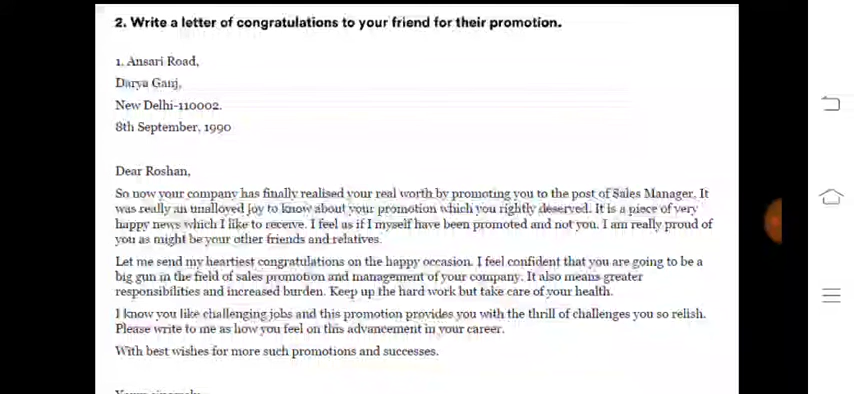 2. Write a letter of congratulations to your friend for their promotion.
1. Ansari Road,
Darya Ganj,
New Delhi-110002.
8th September, 1990
Dear Roshan,
So now your company has finally realised your real worth by promoting you to the post of Sales Manager. It
was really an unalloyed joy to know about your promotion which you rightly deserved. It is a piece of very
happy news which I like to receive. I feel as if I myself have been promoted and not you. I am really proud of
you as might be your other friends and relatives.
Let me send my heartiest congratulations on the happy occasion. I feel confident that you are going to be a
big gun in the field of sales promotion and management of your company. It also means greater
responsibilities and increased burden. Keep up the hard work but take care of your health.
I know you like challenging jobs and this promotion provides you with the thrill of challenges you so relish.
Please write to me as how you feel on this advancement in your career.
With best wishes for more such promotions and successes.